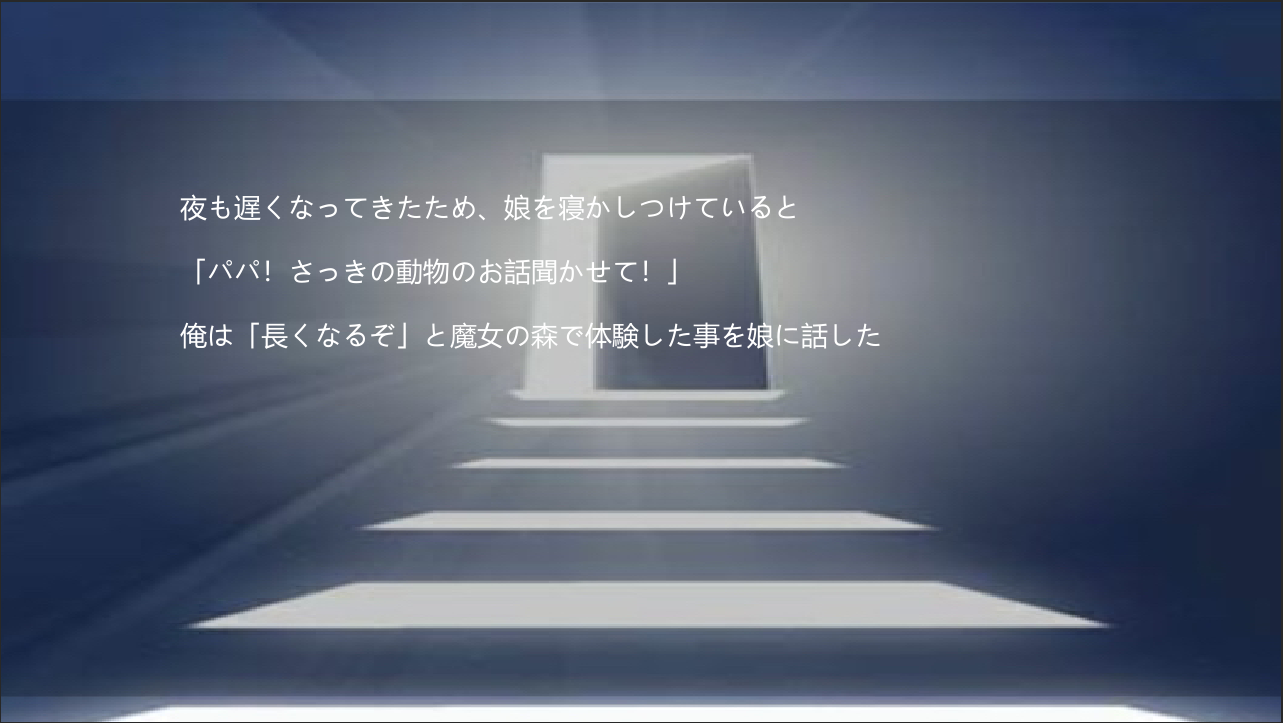 夜も遅くなってきたため、娘を寝かしつけていると
「パパ！さっきの動物のお話聞かせて！」
俺は「長くなるぞ」と魔女の森で体験した事を娘に話した